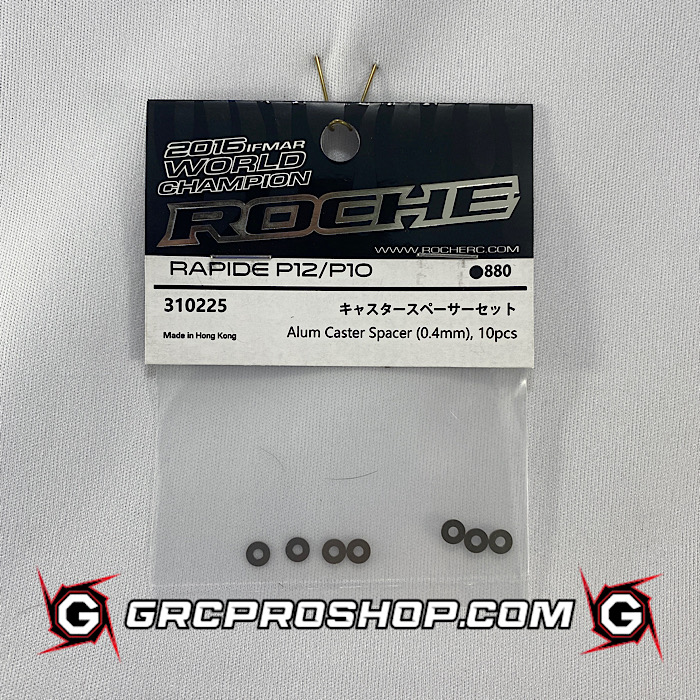 2015 IFMAR
WORLD
CHAMPION
ROCHE
WWW.ROCHERC.COM
RAPIDE P12/P10
●880
310225
キャスタースペーサーセット
Made in Hong Kong
Alum Caster Spacer (0.4mm), 10pcs
G GRCPROSHOP.COM G